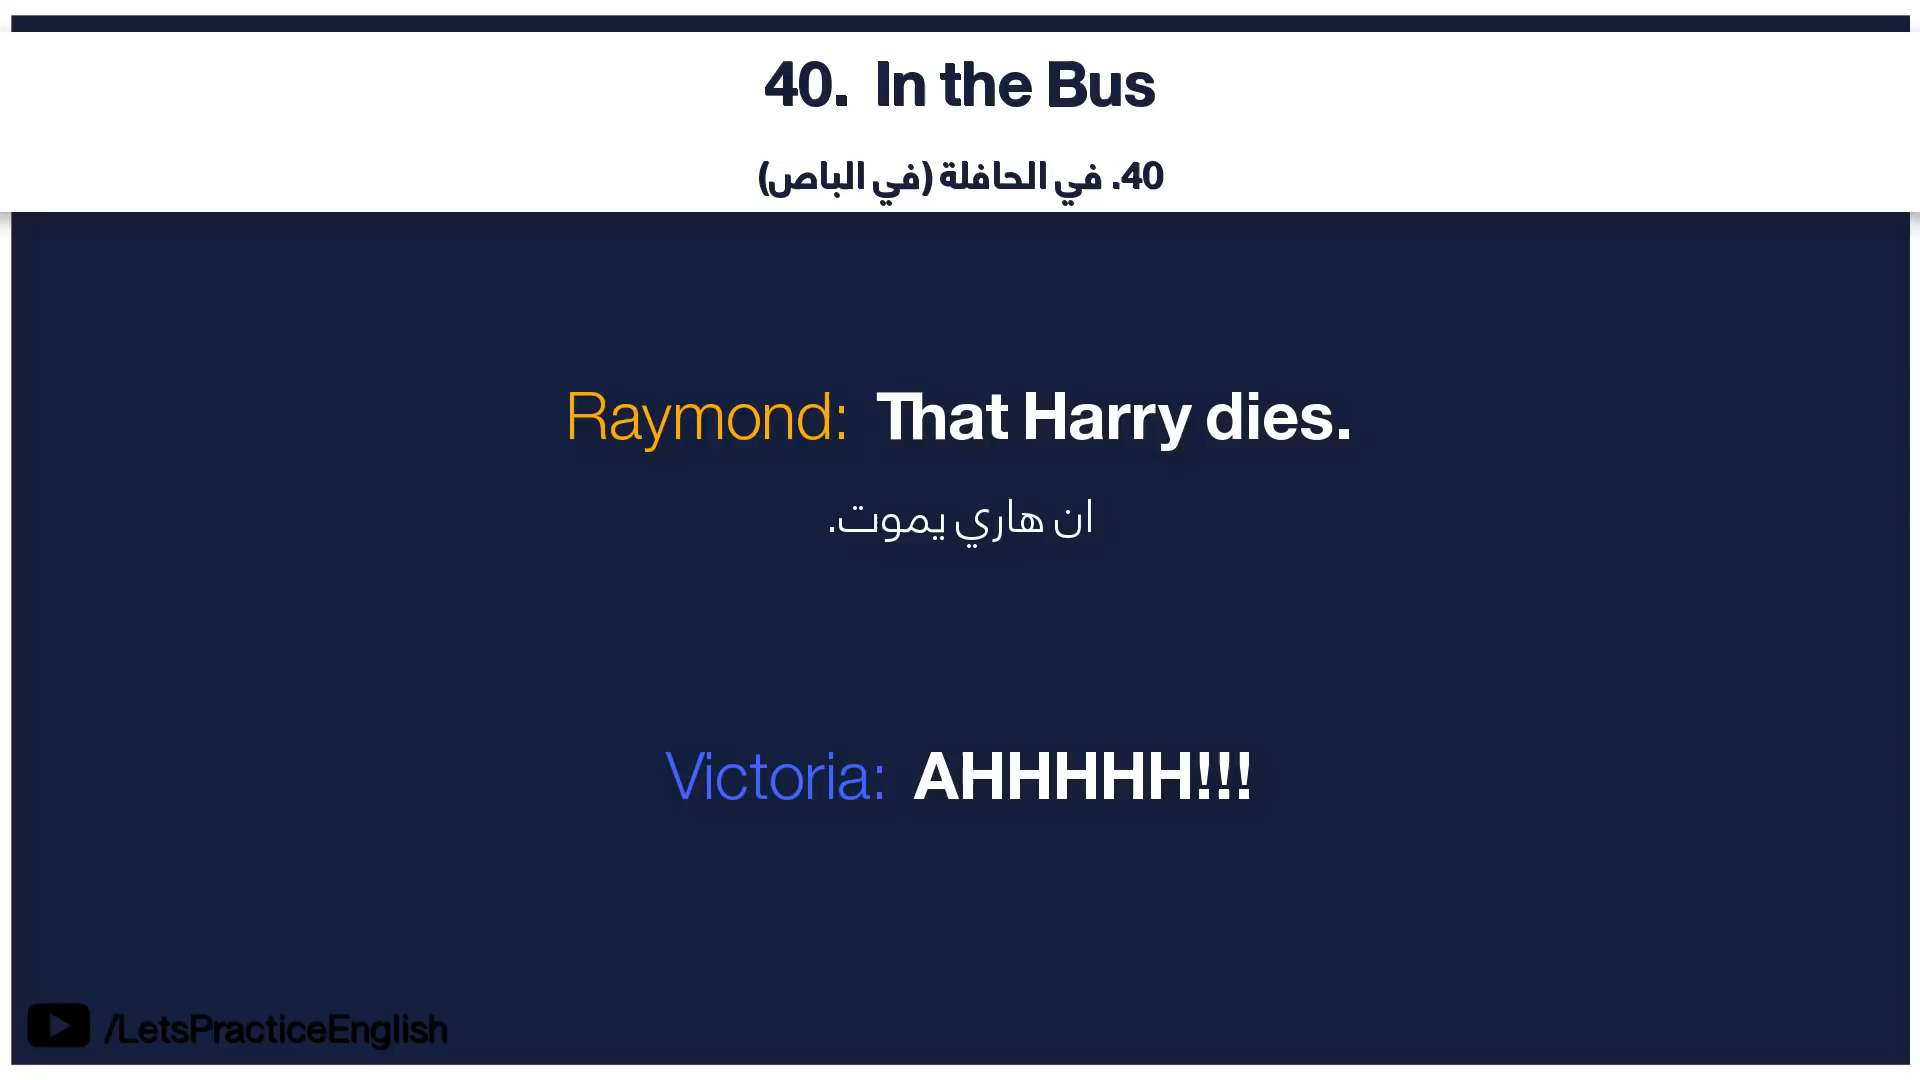 40. In the Bus
40. في الحافلة (في الباص)
Raymond: That Harry dies.
ان هاري يموت.
Victoria: AHHHHH!!!
/LetsPracticeEnglish